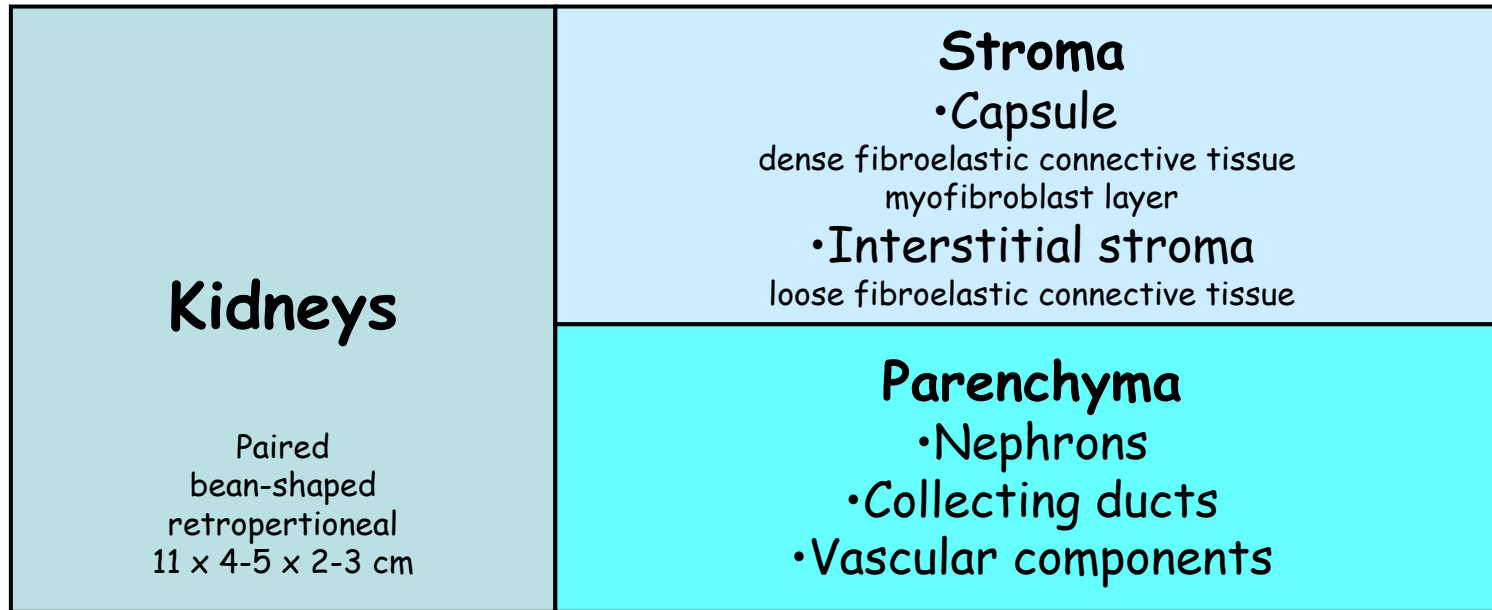 Kidneys
Paired
bean-shaped
retropertioneal
11 x 4-5 x 2-3 cm
Stroma
•Capsule
dense fibroelastic connective tissue
myofibroblast layer
•Interstitial stroma
loose fibroelastic connective tissue
Parenchyma
•Nephrons
•Collecting ducts
•Vascular components